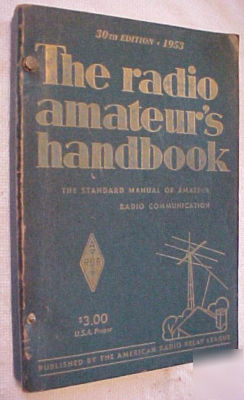 30TH EDITION • 1953
The radio
amateur's
handbook
THE STANDARD MANUAL OF AMATEUR
RADIO COMMUNICATION
$3.00
U.S.A. Proper
PUBLISHED BY THE AMERICAN RADIO RELAY LEAGUE